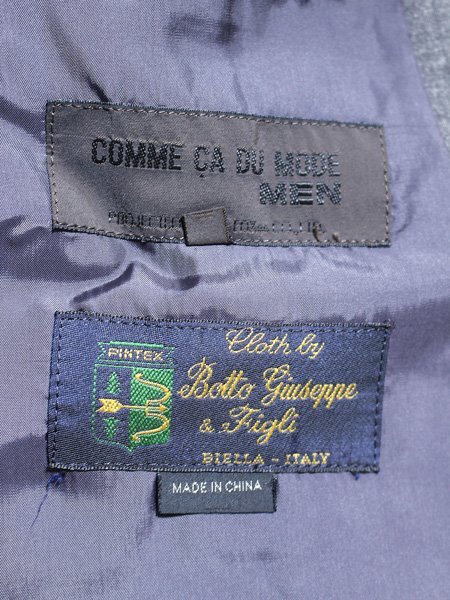 COMME ÇA DU MODE
MEN
PINTEX
Cloth by
Botto Giuseppe
& Figli
BIELLA - ITALY
MADE IN CHINA